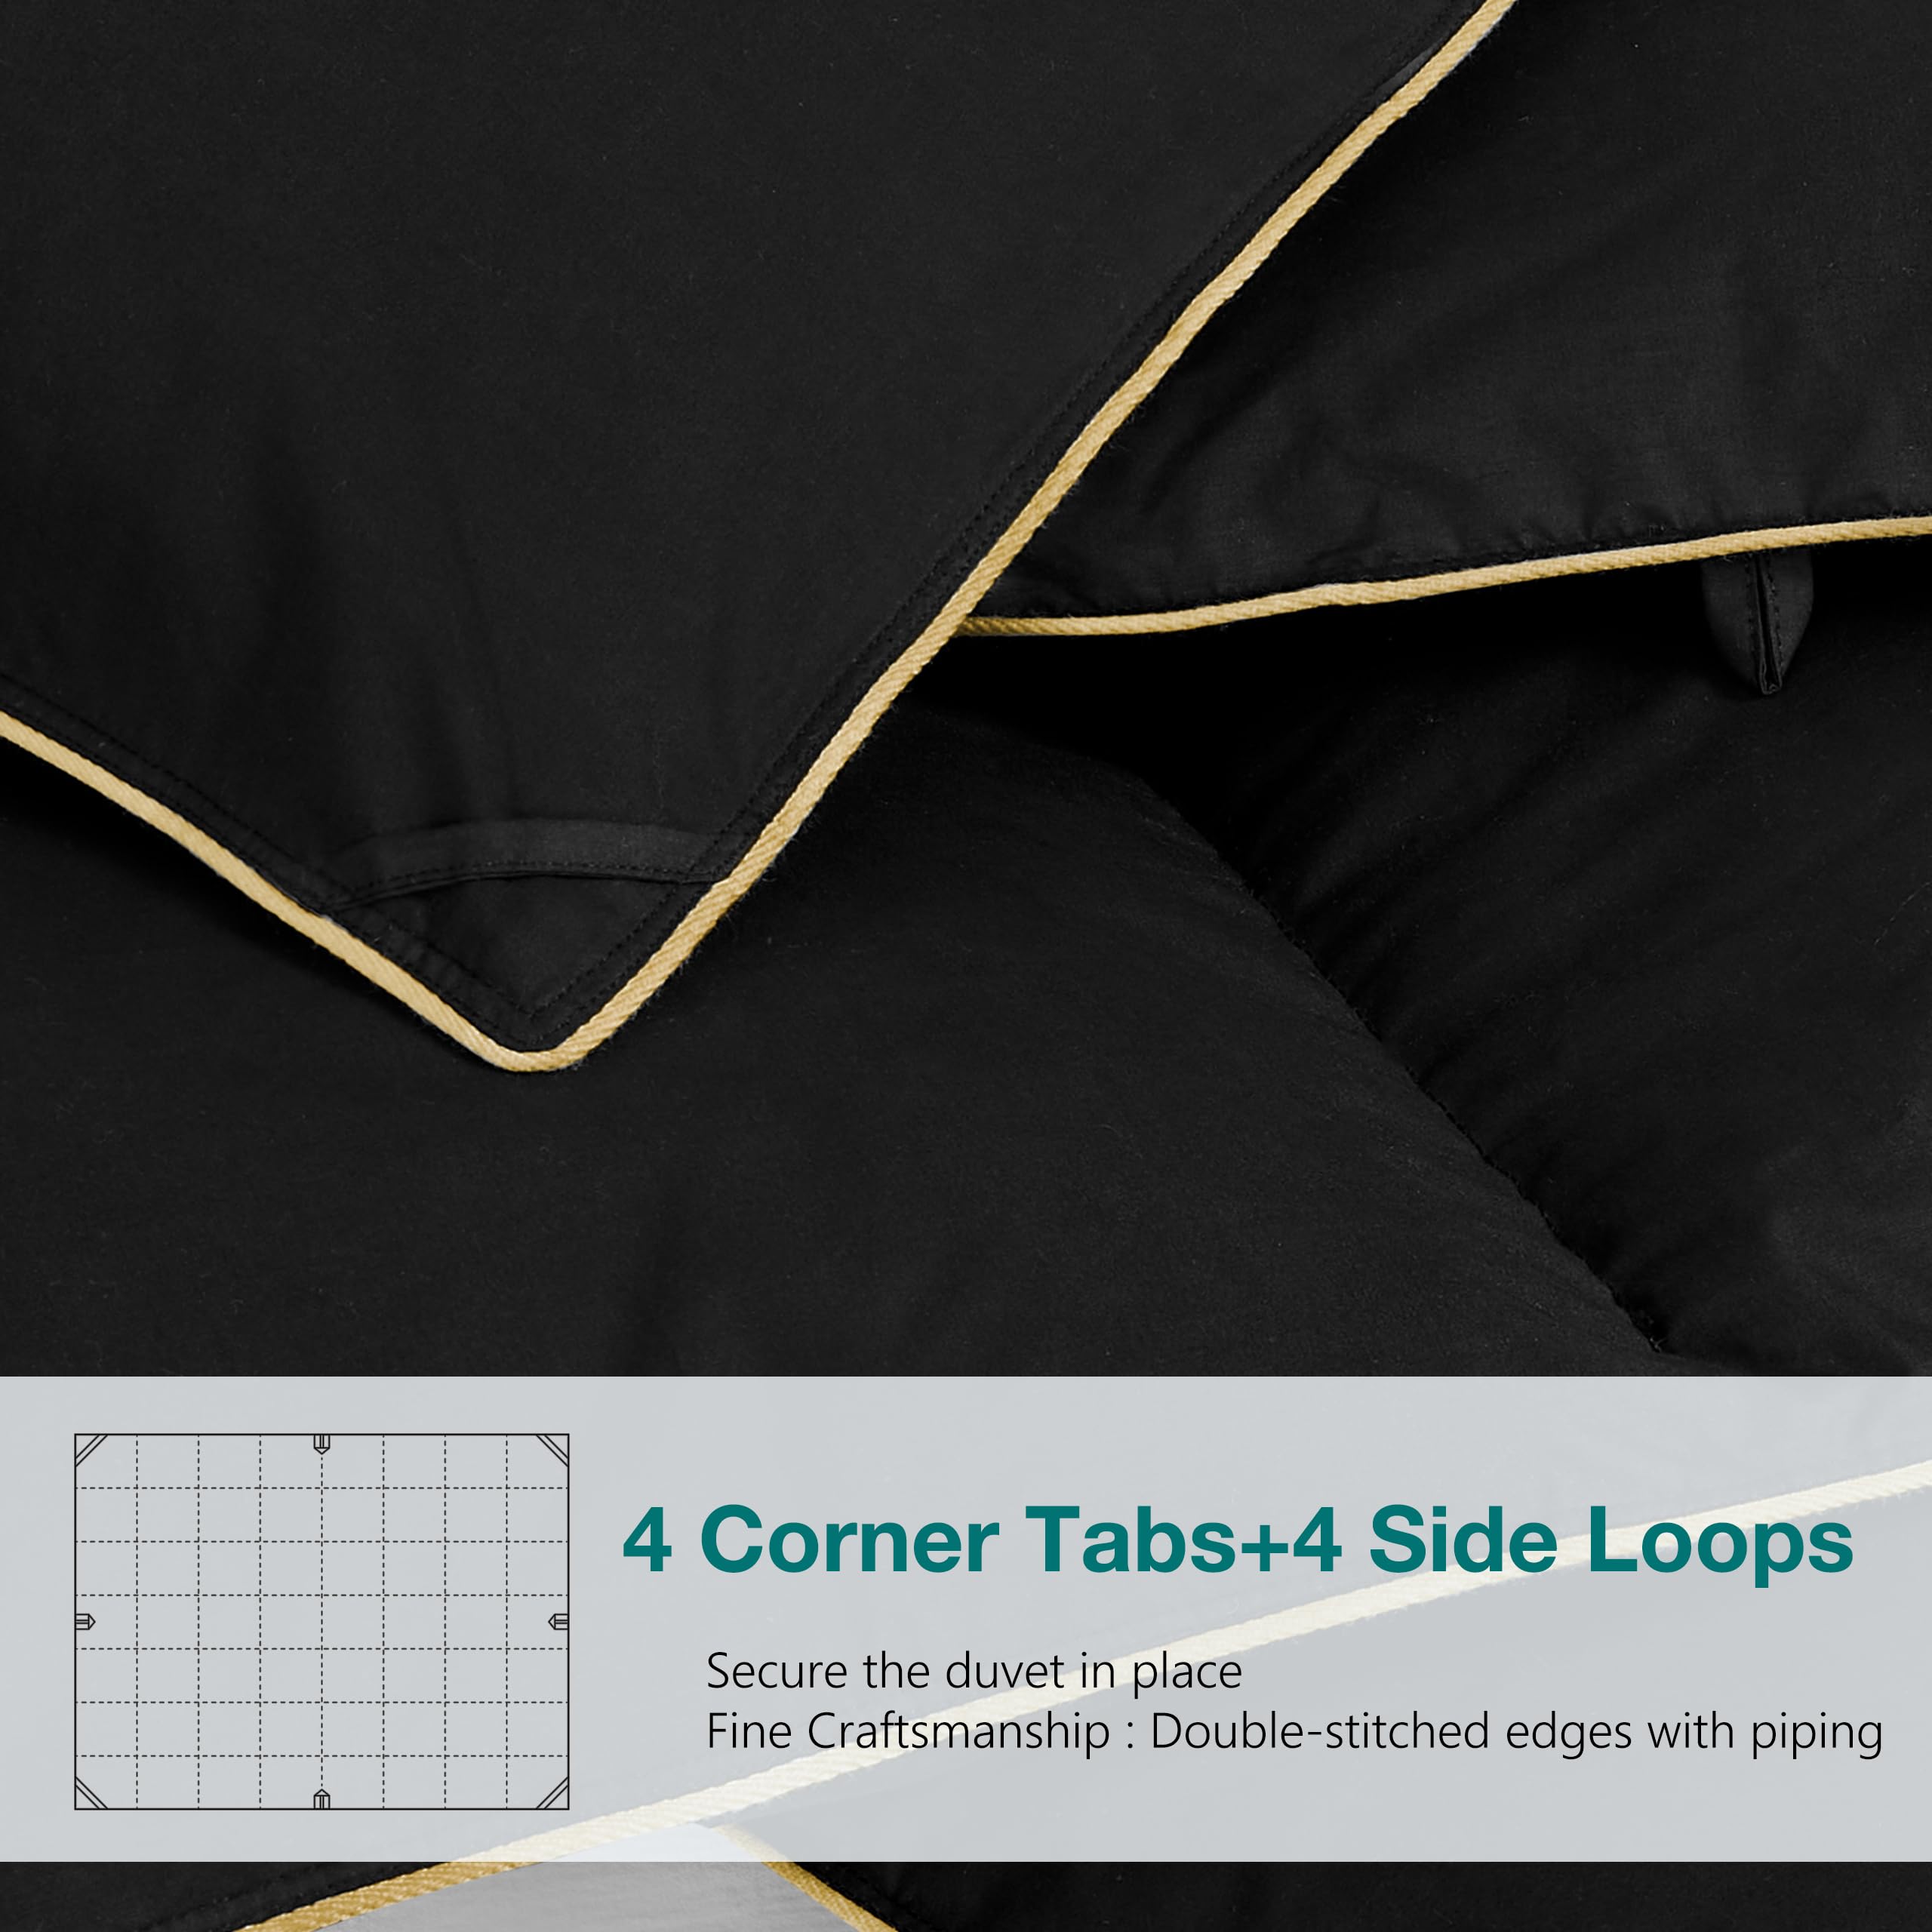 4 Corner Tabs+4 Side Loops
Secure the duvet in place
Fine Craftsmanship : Double-stitched edges with piping